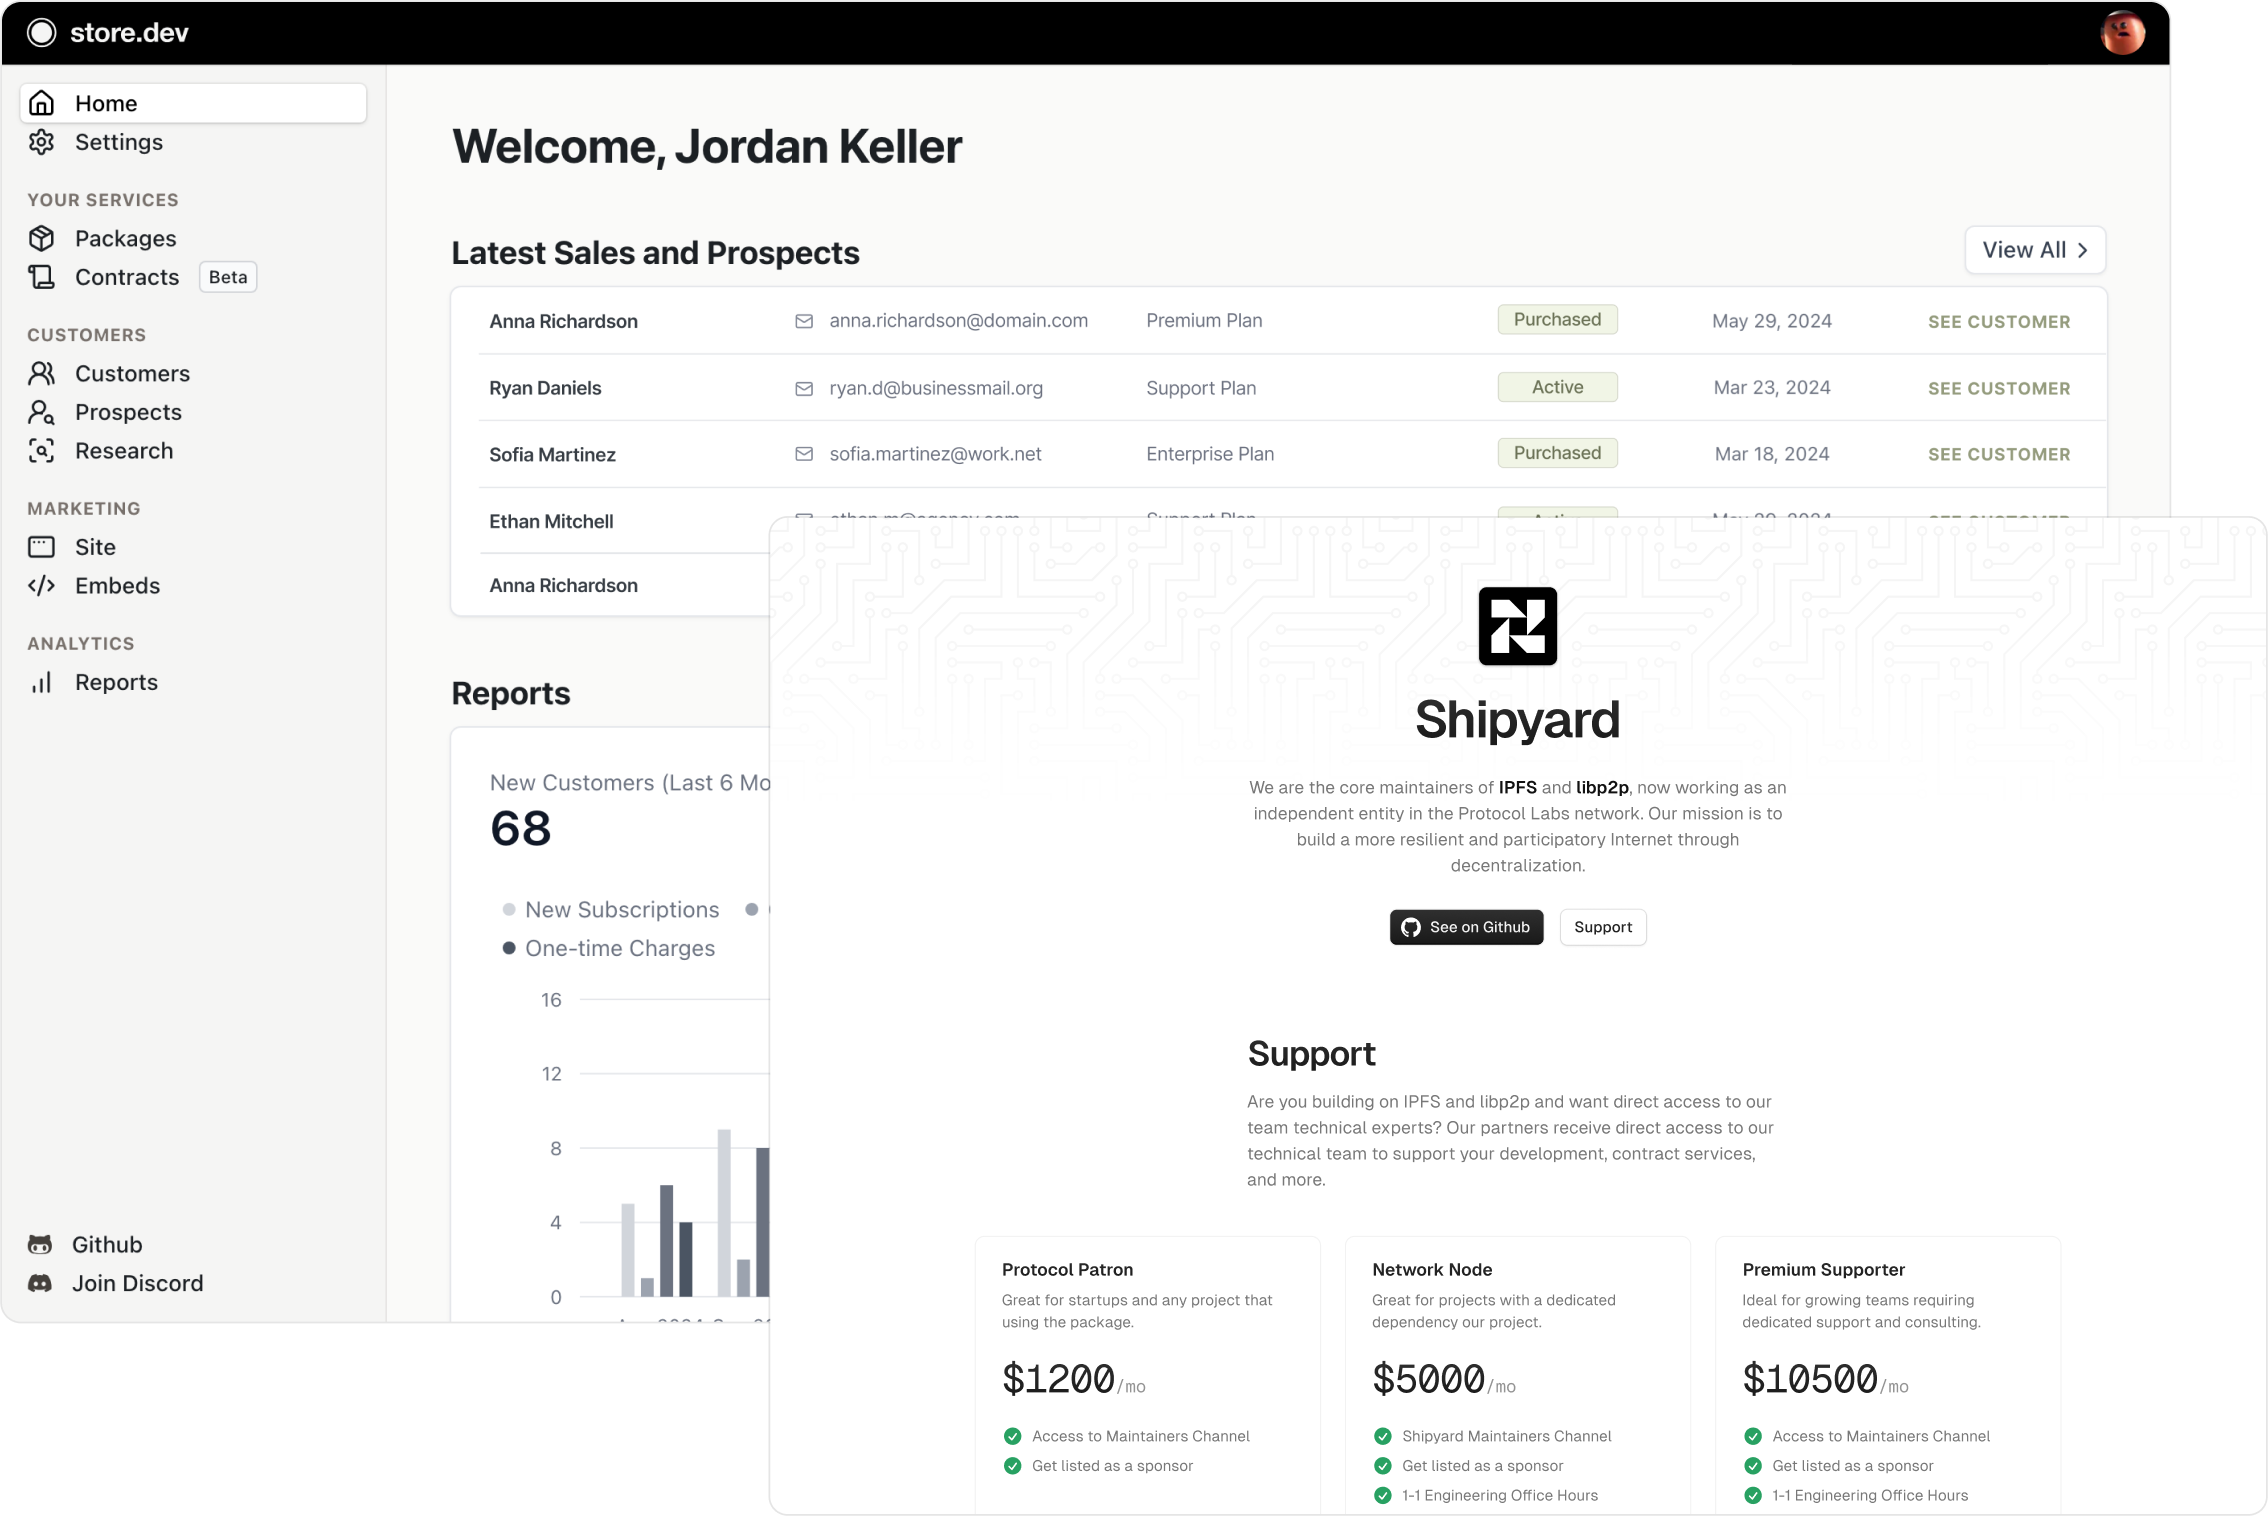 store.dev
Home
Settings
YOUR SERVICES
Packages
Contracts Beta
CUSTOMERS
Customers
Prospects
Research
MARKETING
Site
Embeds
ANALYTICS
Reports
Github
Join Discord
Welcome, Jordan Keller
Latest Sales and Prospects
View All
Anna Richardson anna.richardson@domain.com Premium Plan Purchased May 29, 2024 SEE CUSTOMER
Ryan Daniels ryan.d@businessmail.org Support Plan Active Mar 23, 2024 SEE CUSTOMER
Sofia Martinez sofia.martinez@work.net Enterprise Plan Purchased Mar 18, 2024 SEE CUSTOMER
Ethan Mitchell
Anna Richardson
Reports
New Customers (Last 6 Mo
68
New Subscriptions
One-time Charges
16
12
8
4
0
Shipyard
We are the core maintainers of IPFS and libp2p, now working as an
independent entity in the Protocol Labs network. Our mission is to
build a more resilient and participatory Internet through
decentralization.
See on Github Support
Support
Are you building on IPFS and libp2p and want direct access to our
team technical experts? Our partners receive direct access to our
technical team to support your development, contract services,
and more.
Protocol Patron
Great for startups and any project that
using the package.
$1200/mo
Access to Maintainers Channel
Get listed as a sponsor
Network Node
Great for projects with a dedicated
dependency our project.
$5000/mo
Shipyard Maintainers Channel
Get listed as a sponsor
1-1 Engineering Office Hours
Premium Supporter
Ideal for growing teams requiring
dedicated support and consulting.
$10500/mo
Access to Maintainers Channel
Get listed as a sponsor
1-1 Engineering Office Hours